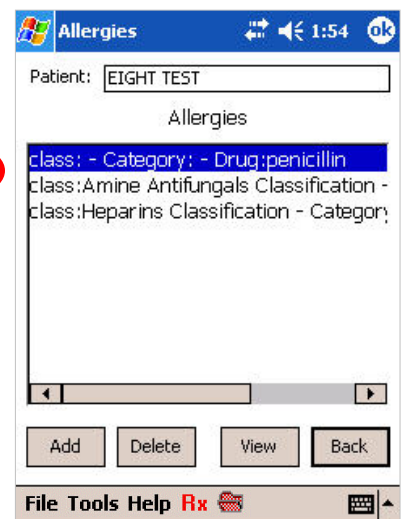 Allergies 1:54 ok
Patient: EIGHT TEST
Allergies
class: - Category: - Drug:penicillin
class:Amine Antifungals Classification -
class:Heparins Classification - Category
Add Delete View Back
File Tools Help Rx